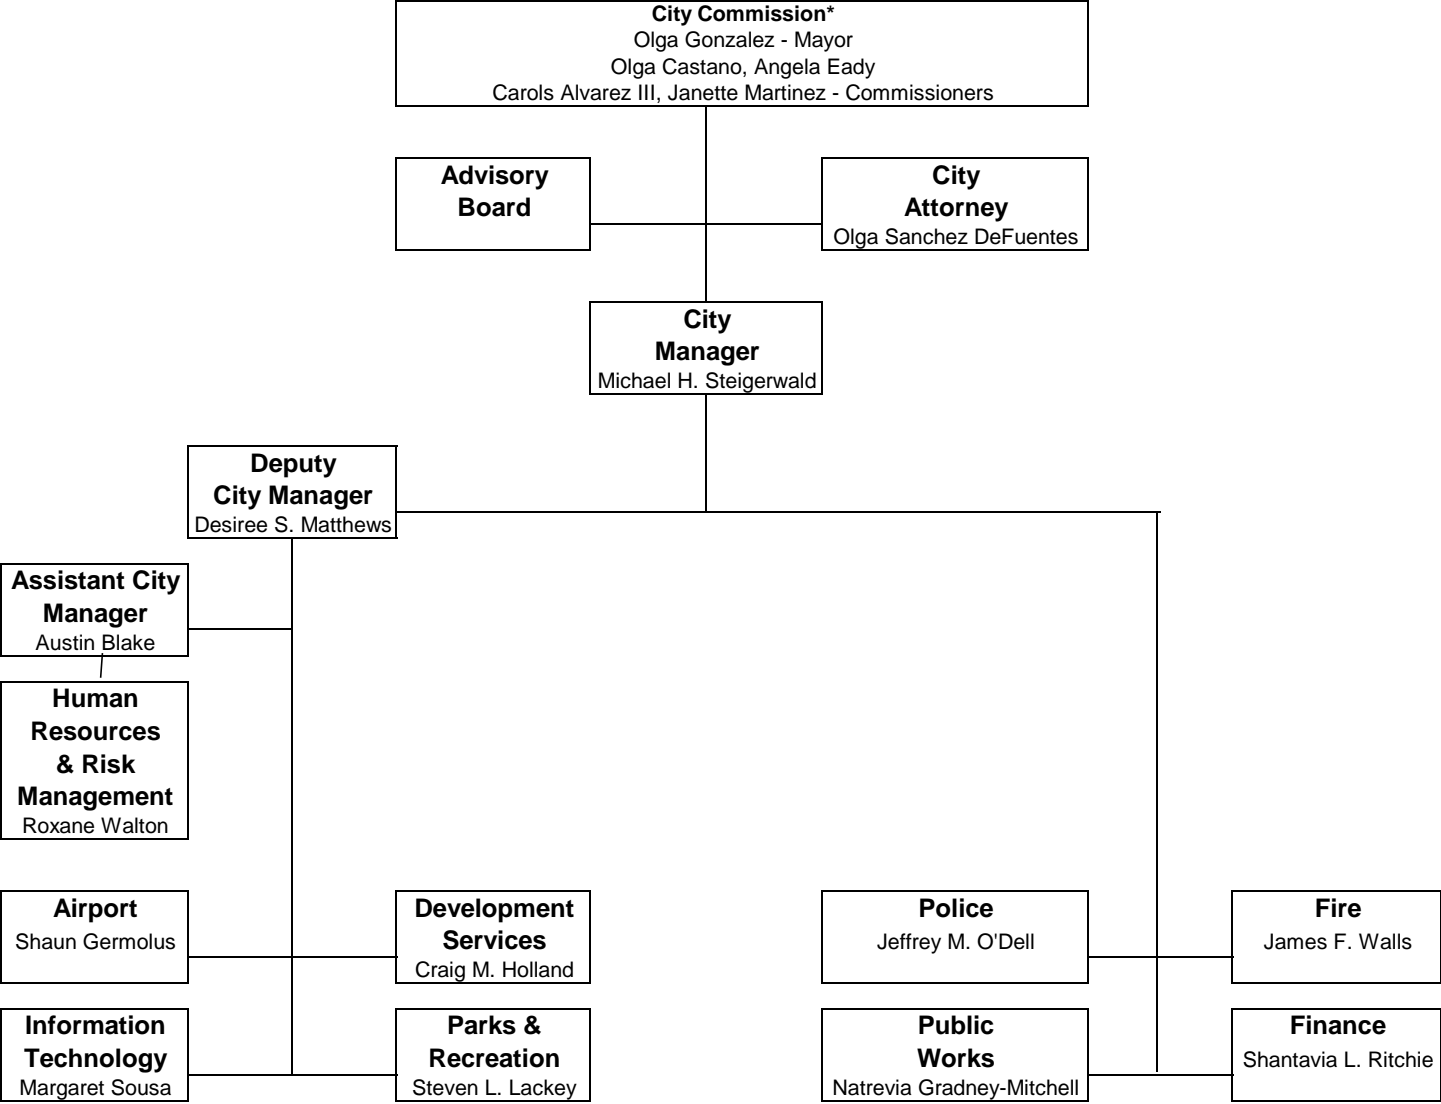 City Commission*
Olga Gonzalez - Mayor
Olga Castano, Angela Eady
Carols Alvarez III, Janette Martinez - Commissioners
Advisory
Board
City
Attorney
Olga Sanchez DeFuentes
City
Manager
Michael H. Steigerwald
Deputy
City Manager
Desiree S. Matthews
Assistant City
Manager
Austin Blake
Human
Resources
& Risk
Management
Roxane Walton
Airport
Shaun Germolus
Development
Services
Craig M. Holland
Police
Jeffrey M. O'Dell
Fire
James F. Walls
Information
Technology
Margaret Sousa
Parks &
Recreation
Steven L. Lackey
Public
Works
Natrevia Gradney-Mitchell
Finance
Shantavia L. Ritchie